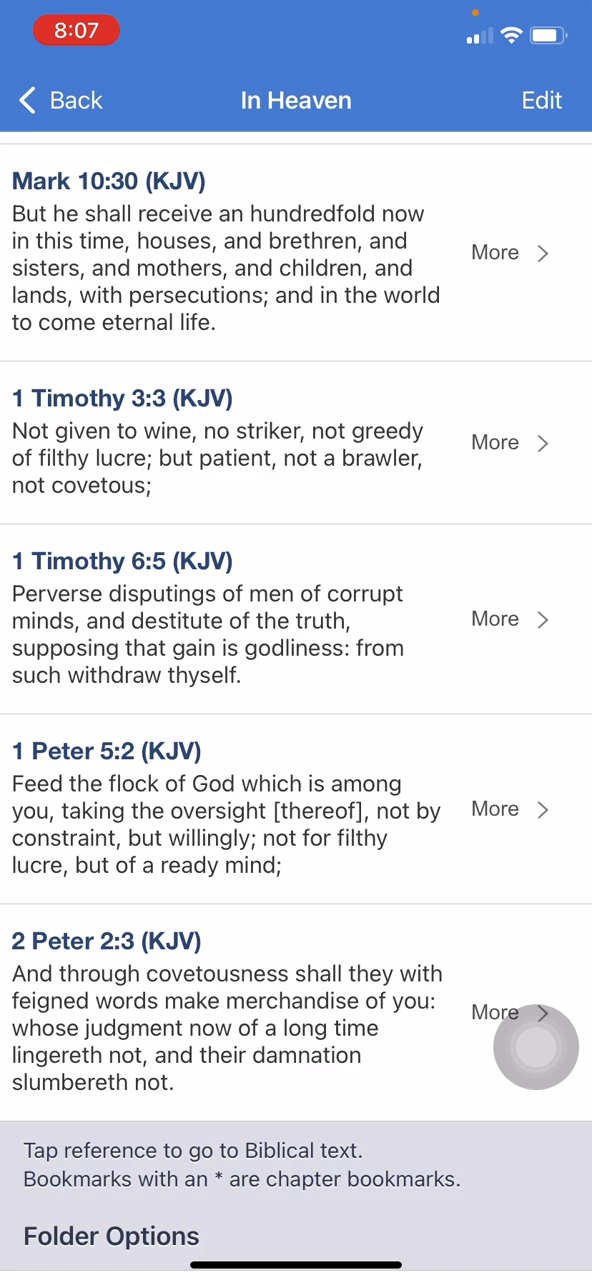 8:07
Back
In Heaven
Edit
Mark 10:30 (KJV)
But he shall receive an hundredfold now
in this time, houses, and brethren, and
sisters, and mothers, and children, and
lands, with persecutions; and in the world
to come eternal life.
More
1 Timothy 3:3 (KJV)
Not given to wine, no striker, not greedy
of filthy lucre; but patient, not a brawler,
not covetous;
More
1 Timothy 6:5 (KJV)
Perverse disputings of men of corrupt
minds, and destitute of the truth,
supposing that gain is godliness: from
such withdraw thyself.
More
1 Peter 5:2 (KJV)
Feed the flock of God which is among
you, taking the oversight [thereof], not by
constraint, but willingly; not for filthy
lucre, but of a ready mind;
More
2 Peter 2:3 (KJV)
And through covetousness shall they with
feigned words make merchandise of you:
whose judgment now of a long time
lingereth not, and their damnation
slumbereth not.
More
Tap reference to go to Biblical text.
Bookmarks with an * are chapter bookmarks.
Folder Options